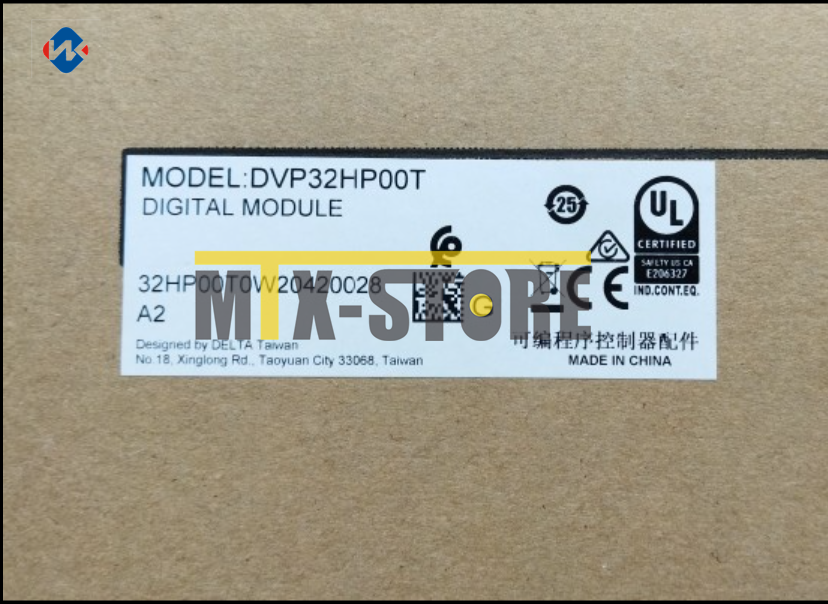 MODEL:DVP32HP00T
DIGITAL MODULE
25
UL
CERTIFIED
SAFETY US CA
E206327
IND.CONT.EQ.
32HP00T0W20420028
A2
CE
MTX-STORE
Designed by DELTA Taiwan
No.18, Xinglong Rd., Taoyuan City 33068, Taiwan
可编程序控制器配件
MADE IN CHINA